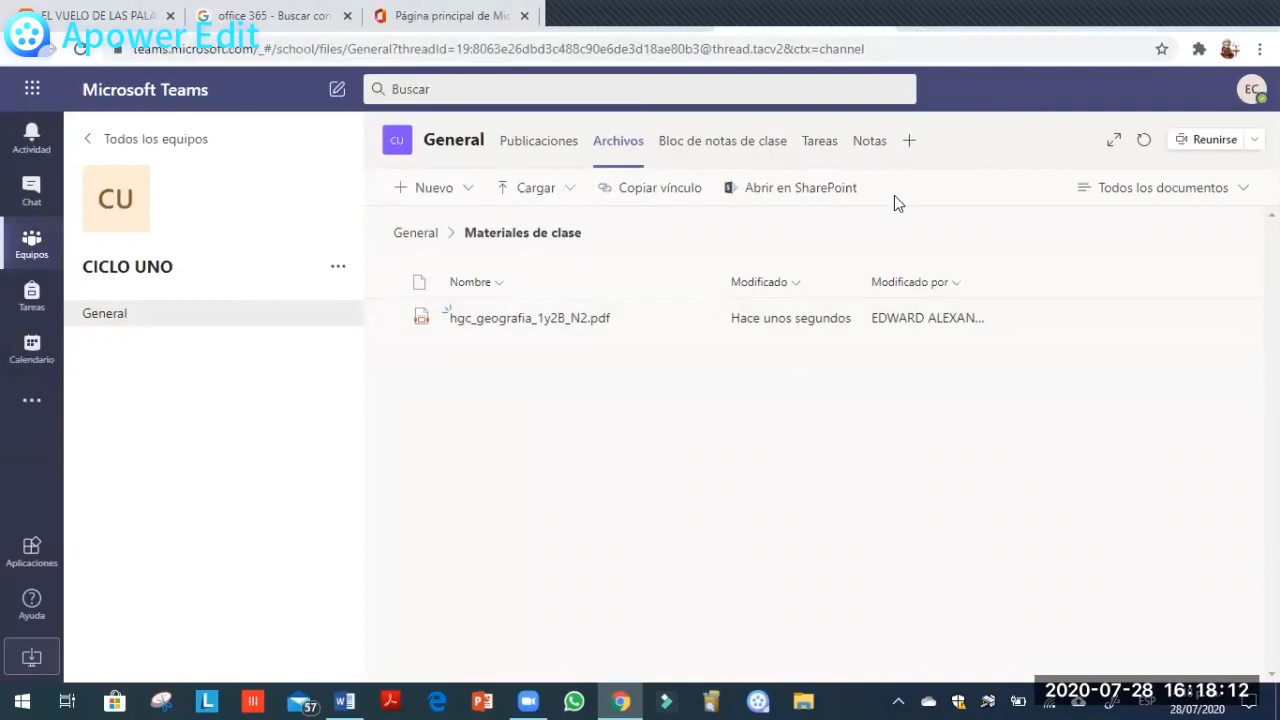 EL VUELO DE LAS PALA
office 365 - Buscar con
Página principal de Mic
Apower Edit
teams.microsoft.com/_#/school/files/General?threadId=19:8063e26dbd3c488c90e6de3d18ae80b3@thread.tacv2&ctx=channel
Microsoft Teams
Buscar
EC
Actividad
Chat
Equipos
Tareas
Calendario
Aplicaciones
Ayuda
Todos los equipos
CU
CICLO UNO
General
CU
General
Publicaciones
Archivos
Bloc de notas de clase
Tareas
Notas
Reunirse
Nuevo
Cargar
Copiar vínculo
Abrir en SharePoint
Todos los documentos
General > Materiales de clase
Nombre
Modificado
Modificado por
hgc_geografia_1y2B_N2.pdf
Hace unos segundos
EDWARD ALEXAN...
57
ESP
2020-07-28 16:18:12
28/07/2020